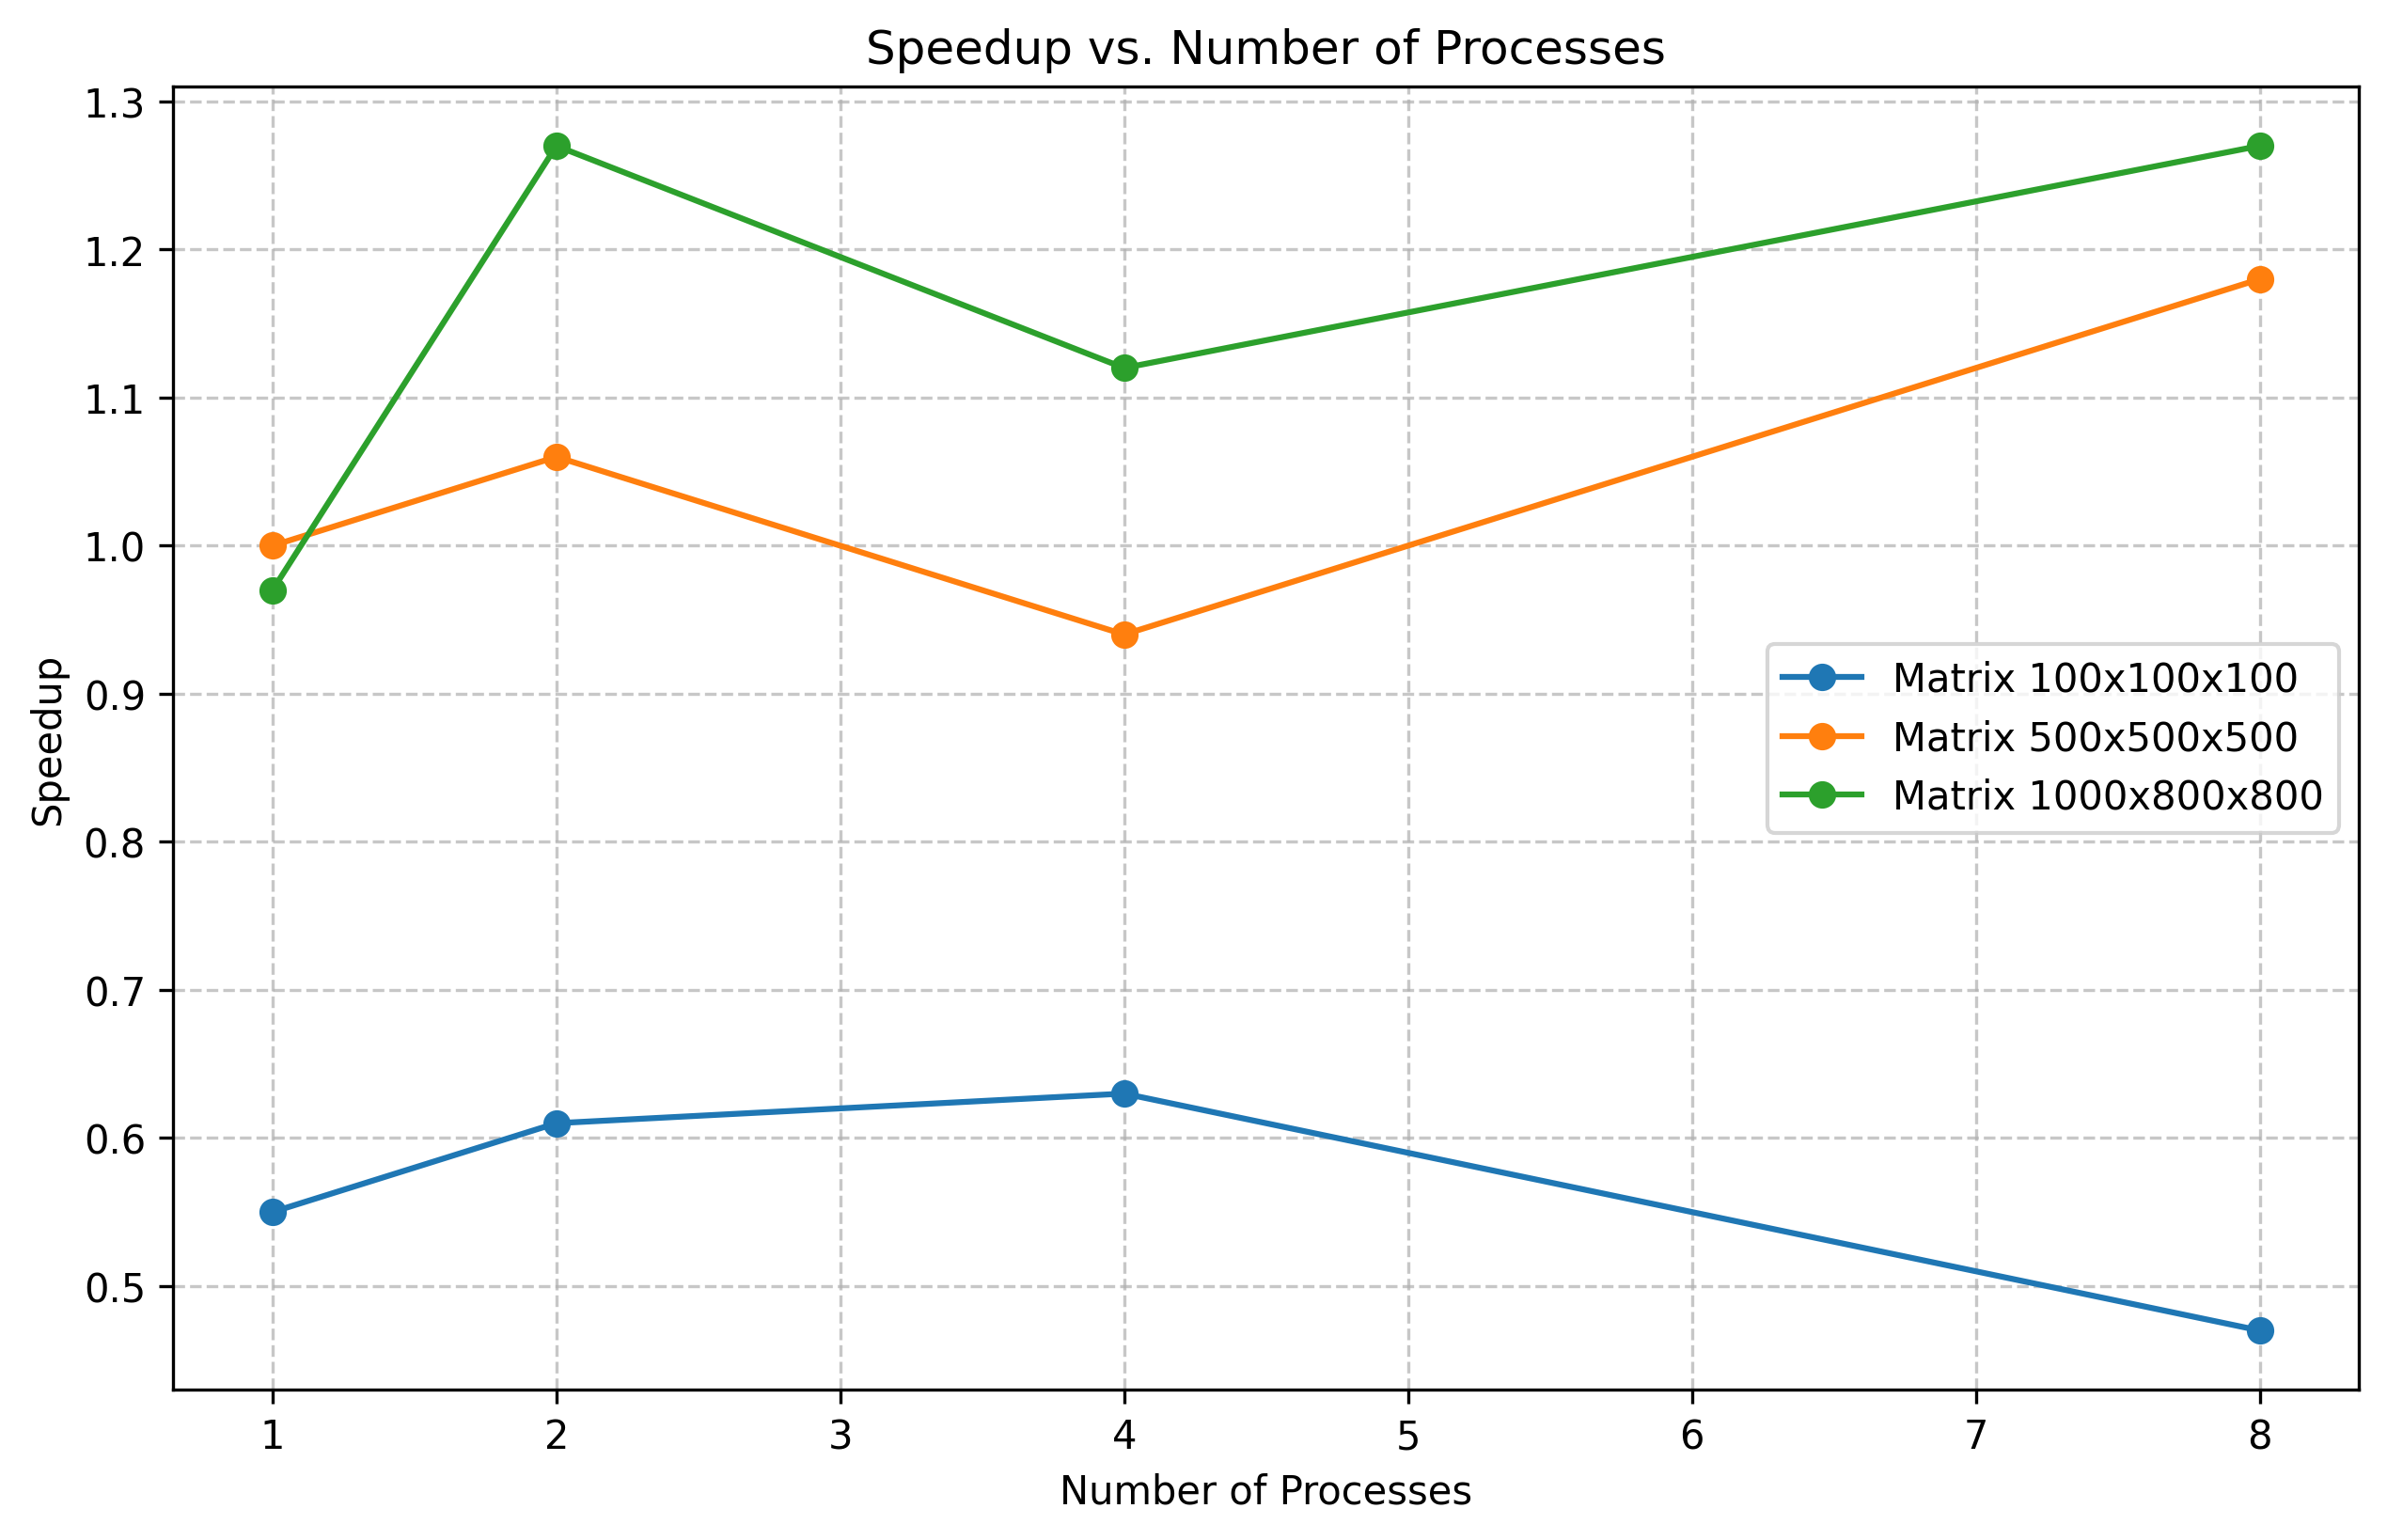 Speedup vs. Number of Processes
1.3
1.2
1.1
1.0
0.9
0.8
0.7
0.6
0.5
Speedup
Matrix 100x100x100
Matrix 500x500x500
Matrix 1000x800x800
1 2 3 4 5 6 7 8
Number of Processes